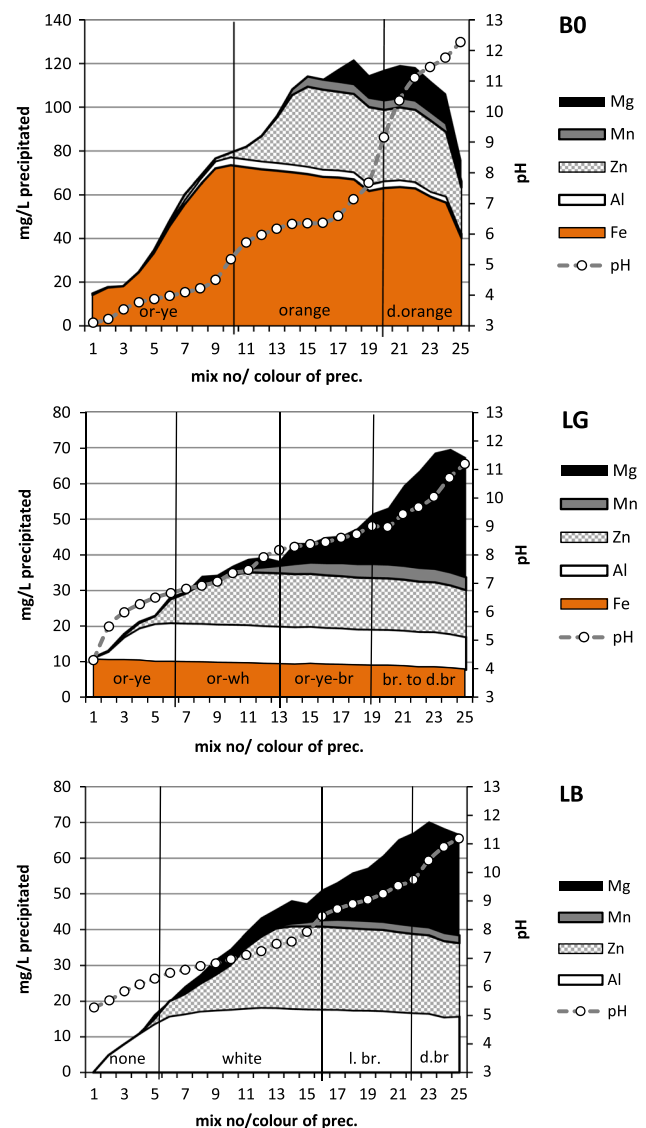 B0
mg/L precipitated
140
120
100
80
60
40
20
0
13
12
11
10
9
8
7
6
5
4
3
pH
or-ye orange d.orange
1 3 5 7 9 11 13 15 17 19 21 23 25
mix no/ colour of prec.
Mg
Mn
Zn
Al
Fe
pH
LG
mg/L precipitated
80
70
60
50
40
30
20
10
0
13
12
11
10
9
8
7
6
5
4
3
pH
or-ye or-wh or-ye-br br. to d.br
1 3 5 7 9 11 13 15 17 19 21 23 25
mix no/ colour of prec.
Mg
Mn
Zn
Al
Fe
pH
LB
mg/L precipitated
80
70
60
50
40
30
20
10
0
13
12
11
10
9
8
7
6
5
4
3
pH
none white l. br. d.br
1 3 5 7 9 11 13 15 17 19 21 23 25
mix no/colour of prec.
Mg
Mn
Zn
Al
pH